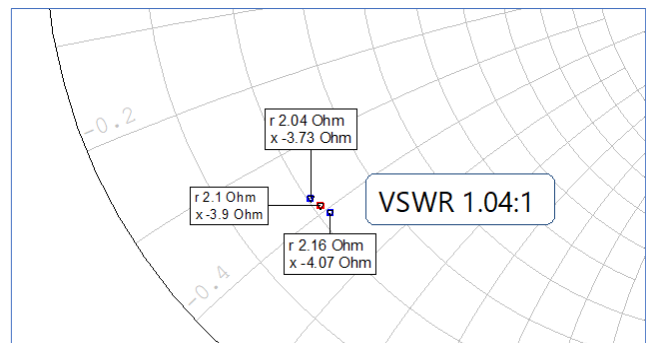 -0.2
r 2.04 Ohm
x -3.73 Ohm
r 2.1 Ohm
x -3.9 Ohm
VSWR 1.04:1
r 2.16 Ohm
x -4.07 Ohm
-0.4